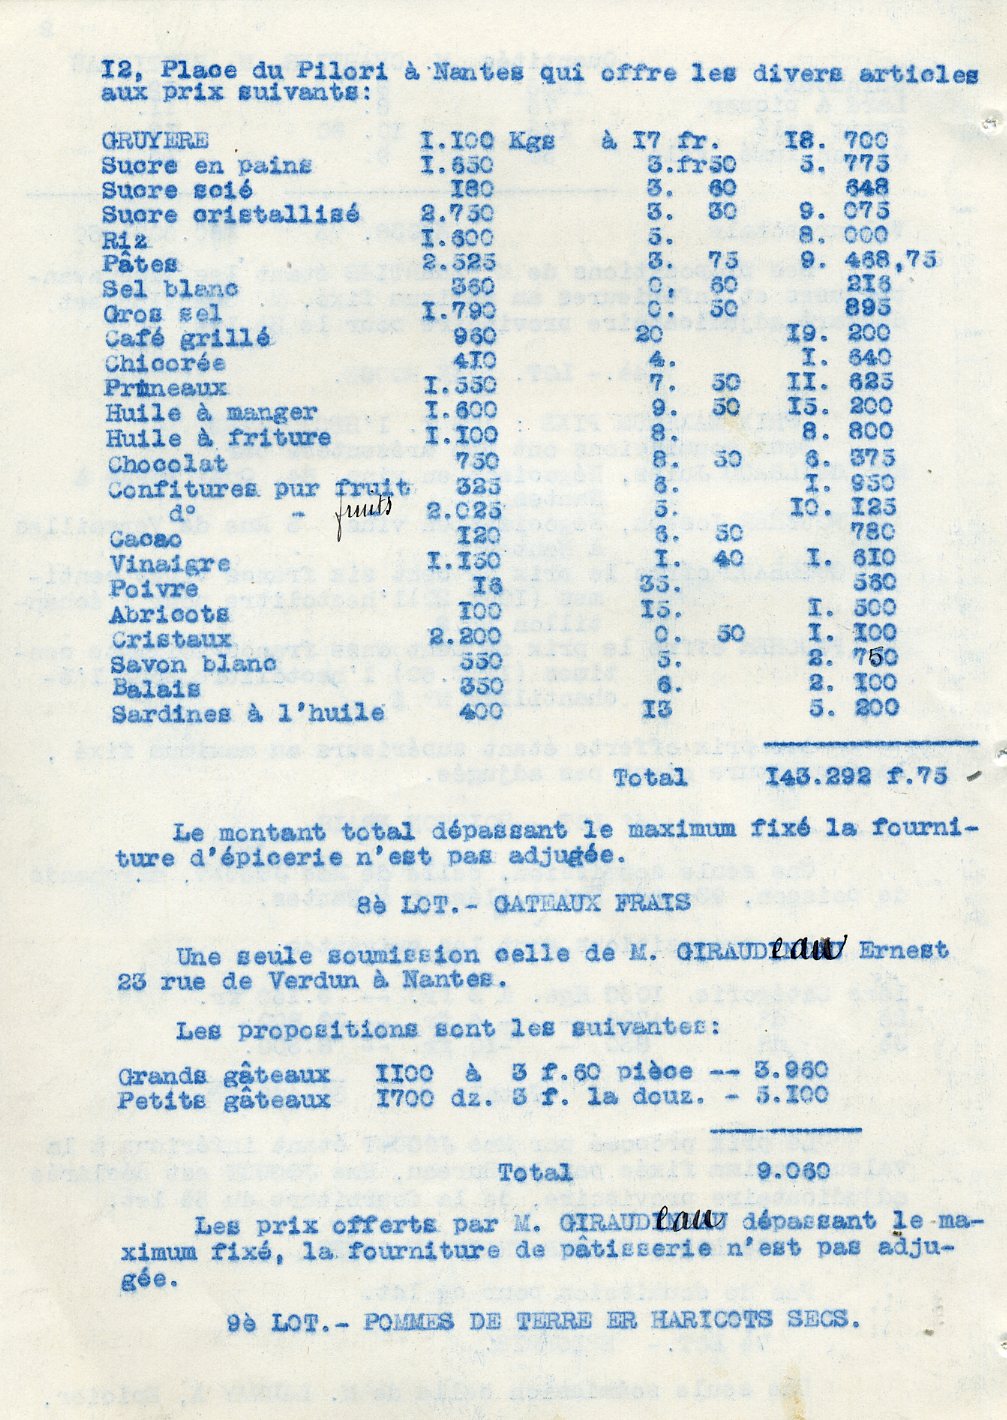 I2, Place du Pilori à Nantes qui offre les divers articles
aux prix suivants:
GRUYERE I.I00 Kgs à I7 fr. I8. 700
Sucre en pains I.650 3.fr50 5. 775
Sucre scié I80 3. 60 648
Sucre cristallisé 2.750 3. 30 9. 075
Riz I.600 5. 8. 000
Pâtes 2.525 3. 75 9. 468,75
Sel blanc 360 0. 60 216
Gros sel I.790 0. 50 895
Café grillé 960 20 I9. 200
Chicorée 4I0 4. I. 640
Pruneaux I.550 7. 50 II. 625
Huile à manger I.600 9. 50 I5. 200
Huile à friture I.I00 8. 8. 800
Chocolat 750 8. 50 6. 375
Confitures pur fruit 325 6. I. 950
d° - fruits 2.025 5. I0. I25
Cacao I20 6. 50 780
Vinaigre I.I50 I. 40 I. 6I0
Poivre I6 35. 560
Abricots I00 I5. I. 500
Cristaux 2.200 0. 50 I. I00
Savon blanc 550 5. 2. 750
Balais 350 6. 2. I00
Sardines à l'huile 400 I3 5. 200
Total I43.292 f.75
Le montant total dépassant le maximum fixé la fourni-
ture d'épicerie n'est pas adjugée.
8è LOT.- GATEAUX FRAIS
Une seule soumission celle de M. GIRAUDeau Ernest
23 rue de Verdun à Nantes.
Les propositions sont les suivantes:
Grands gâteaux II00 à 3 f.60 pièce -- 3.960
Petits gâteaux I700 dz. 3 f. la douz. - 5.I00
Total 9.060
Les prix offerts par M. GIRAUDeau dépassant le ma-
ximum fixé, la fourniture de pâtisserie n'est pas adju-
gée.
9è LOT.- POMMES DE TERRE ER HARICOTS SECS.